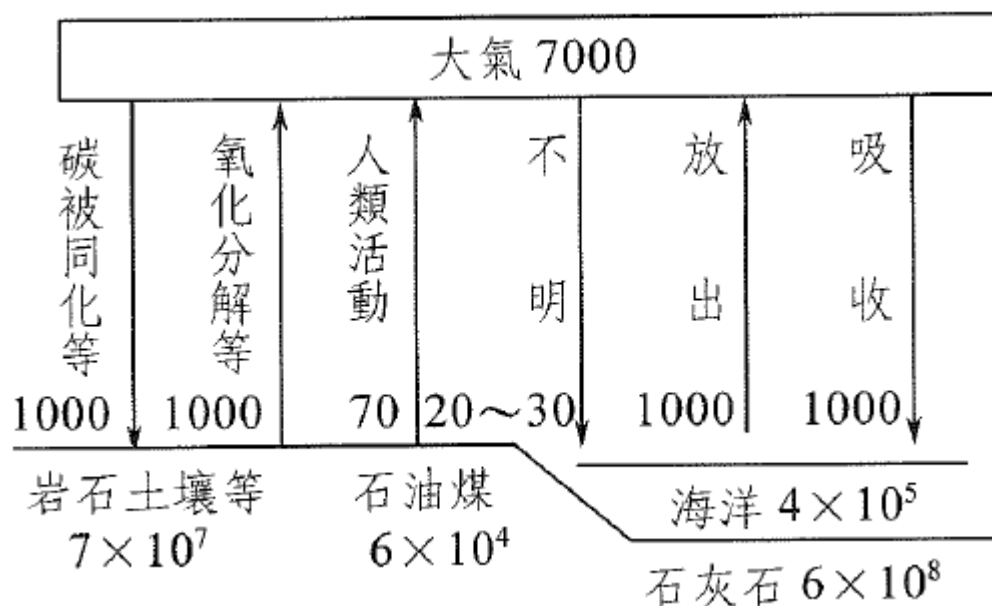 大氣 7000
碳被同化等
氧化分解等
人類活動
不明
放出
吸收
1000
1000
70
20～30
1000
1000
岩石土壤等
7×10⁷
石油煤
6×10⁴
海洋 4×10⁵
石灰石 6×10⁸